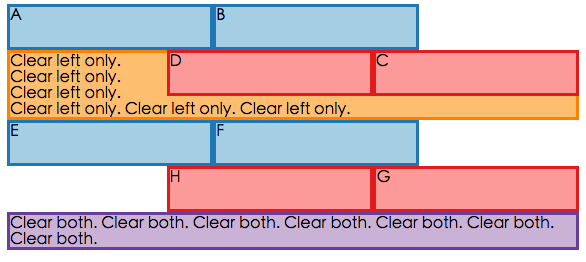 A B
Clear left only. D C
Clear left only.
Clear left only.
Clear left only. Clear left only. Clear left only.
E F
H G
Clear both. Clear both. Clear both. Clear both. Clear both. Clear both.
Clear both.